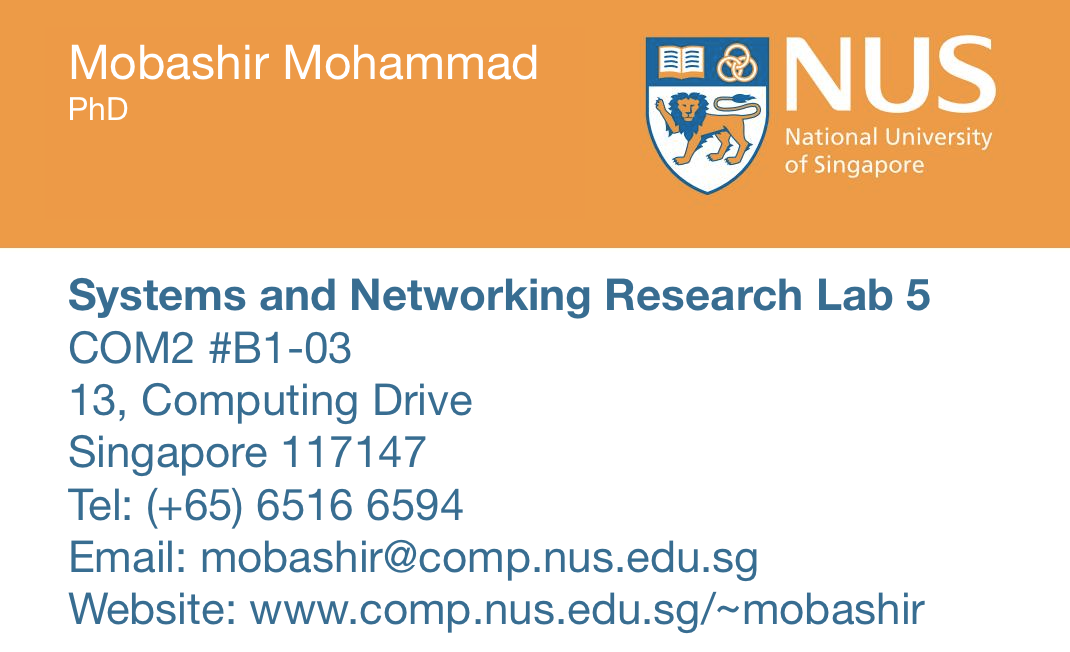 Mobashir Mohammad
PhD
NUS
National University
of Singapore
Systems and Networking Research Lab 5
COM2 #B1-03
13, Computing Drive
Singapore 117147
Tel: (+65) 6516 6594
Email: mobashir@comp.nus.edu.sg
Website: www.comp.nus.edu.sg/~mobashir